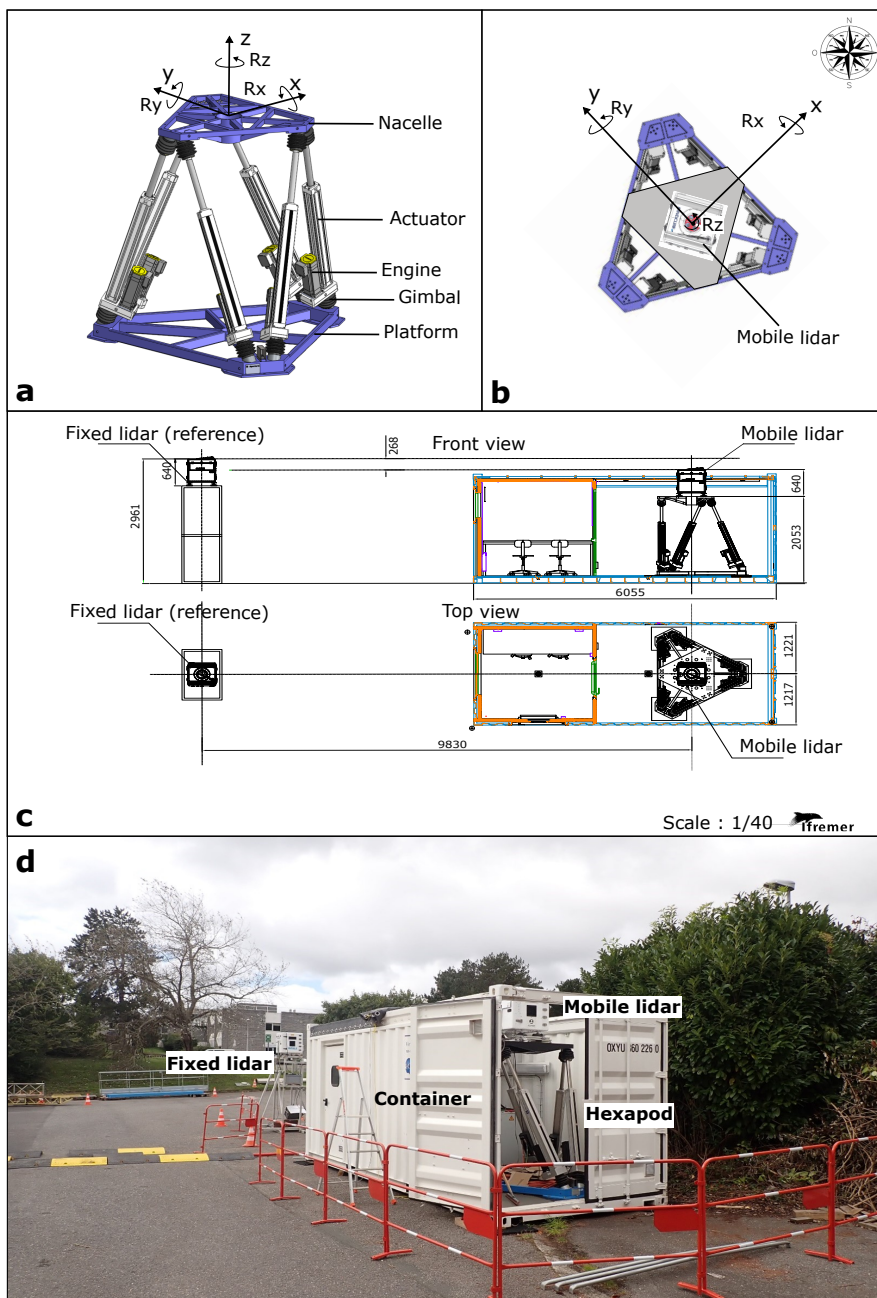 z
Rz
y
Rx
x
Ry
Nacelle
Actuator
Engine
Gimbal
Platform
a
N
O
E
S
y
Ry
Rx
x
Rz
Mobile lidar
b
Fixed lidar (reference)
268
Front view
Mobile lidar
640
640
2961
2053
6055
Fixed lidar (reference)
Top view
1221
1217
9830
Mobile lidar
c
Scale : 1/40
Ifremer
d
Mobile lidar
Fixed lidar
OXYU 460 226 0
Container
Hexapod